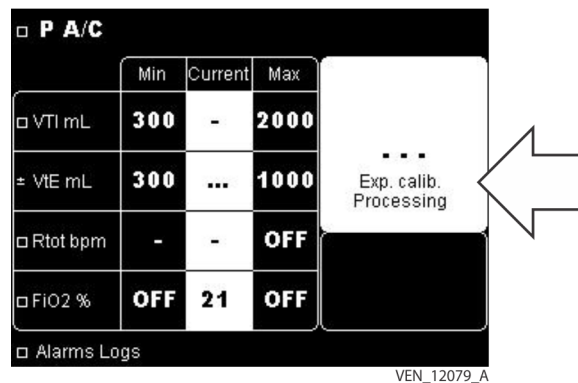 P A/C
Min Current Max
VTI mL 300 - 2000
± VtE mL 300 ... 1000
Rtot bpm - - OFF
FiO2 % OFF 21 OFF
...
Exp. calib.
Processing
Alarms Logs
VEN_12079_A